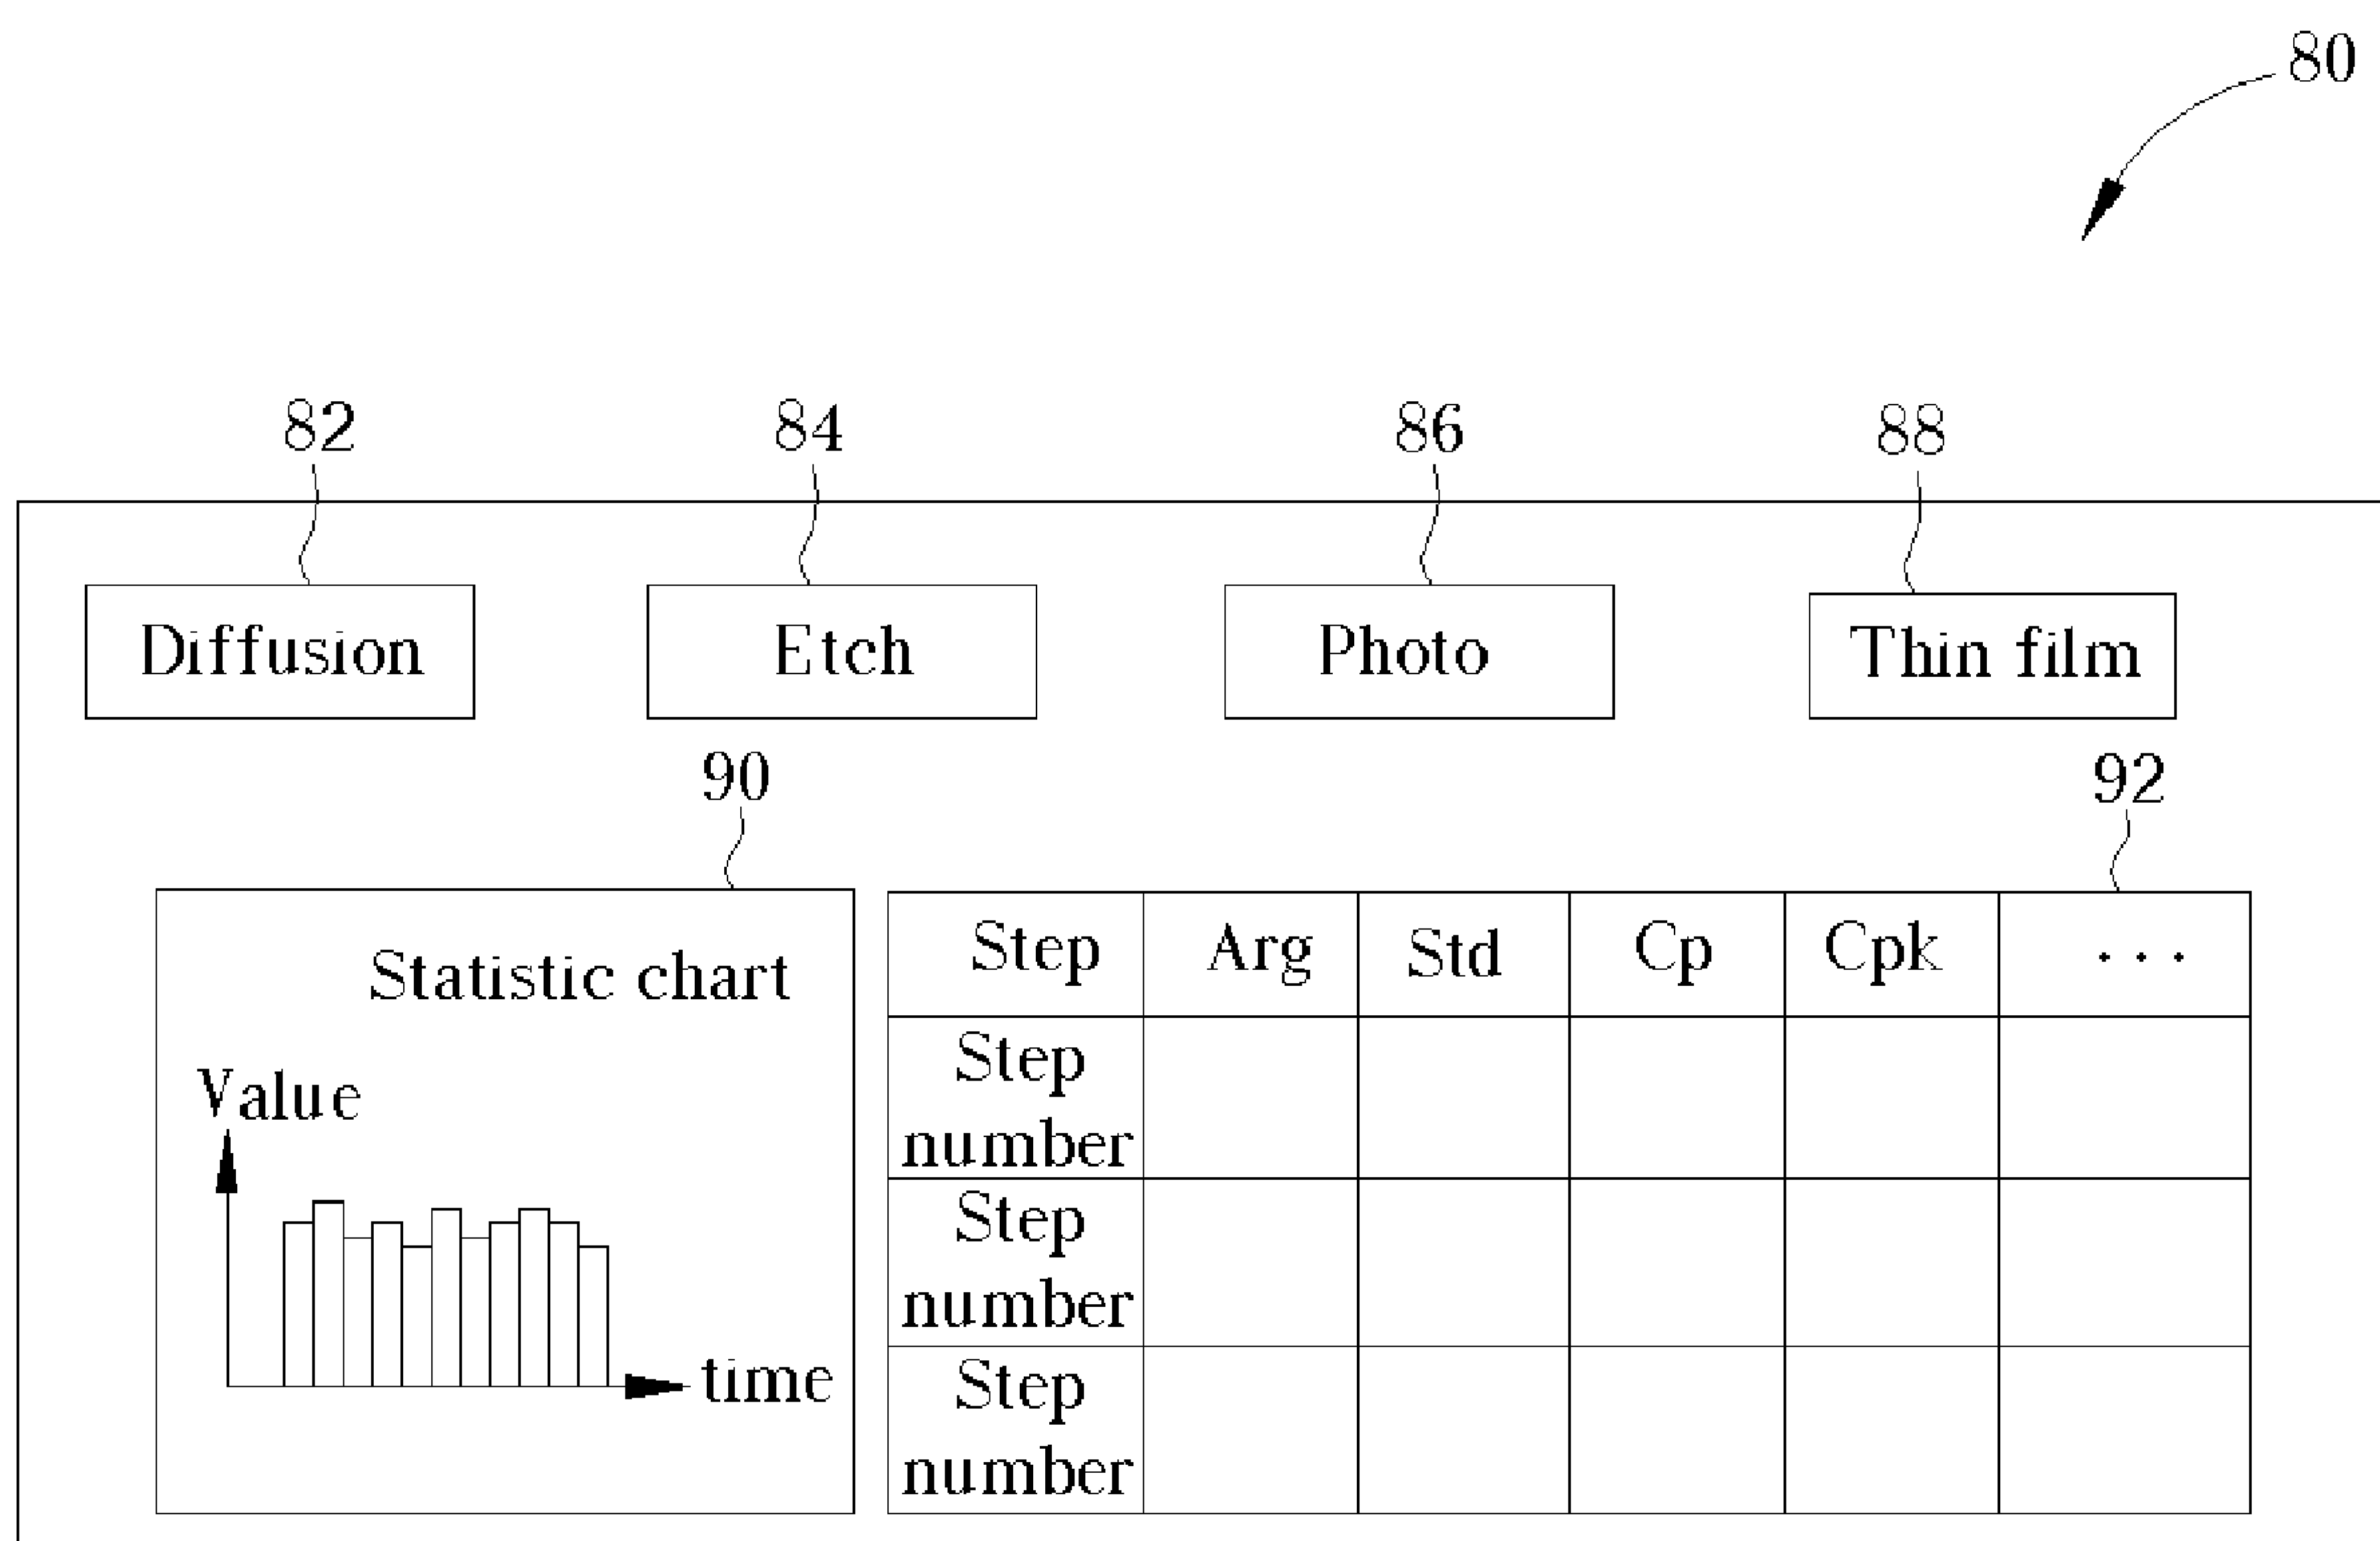 80
82 84 86 88
Diffusion Etch Photo Thin film
90 92
Statistic chart
Value
time
Step Arg Std Cp Cpk ...
Step
number
Step
number
Step
number